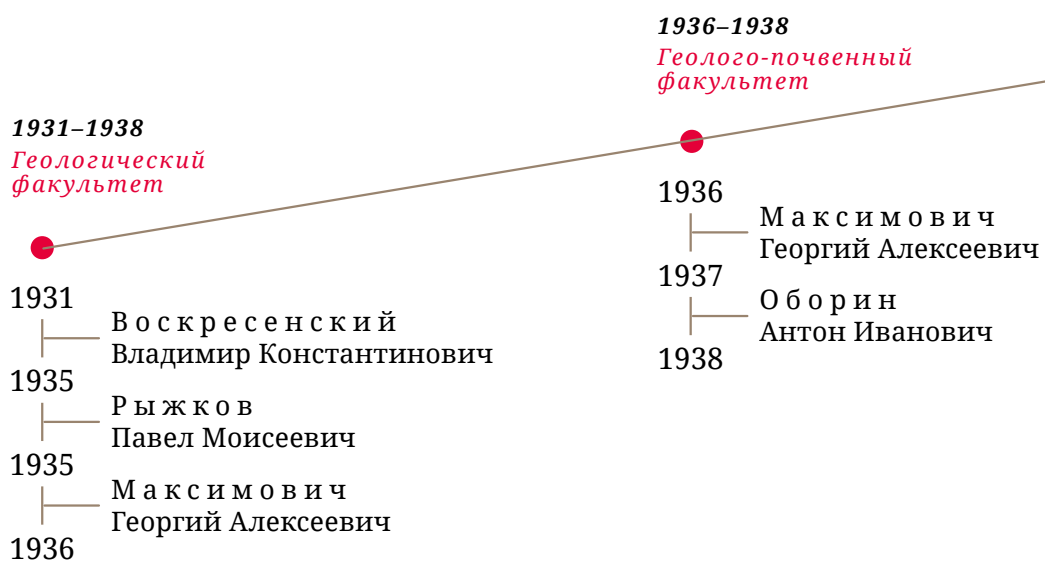 1931–1938
Геологический
факультет
1931
Воскресенский
Владимир Константинович
1935
Рыжков
Павел Моисеевич
1935
Максимович
Георгий Алексеевич
1936
1936–1938
Геолого-почвенный
факультет
1936
Максимович
Георгий Алексеевич
1937
Оборин
Антон Иванович
1938